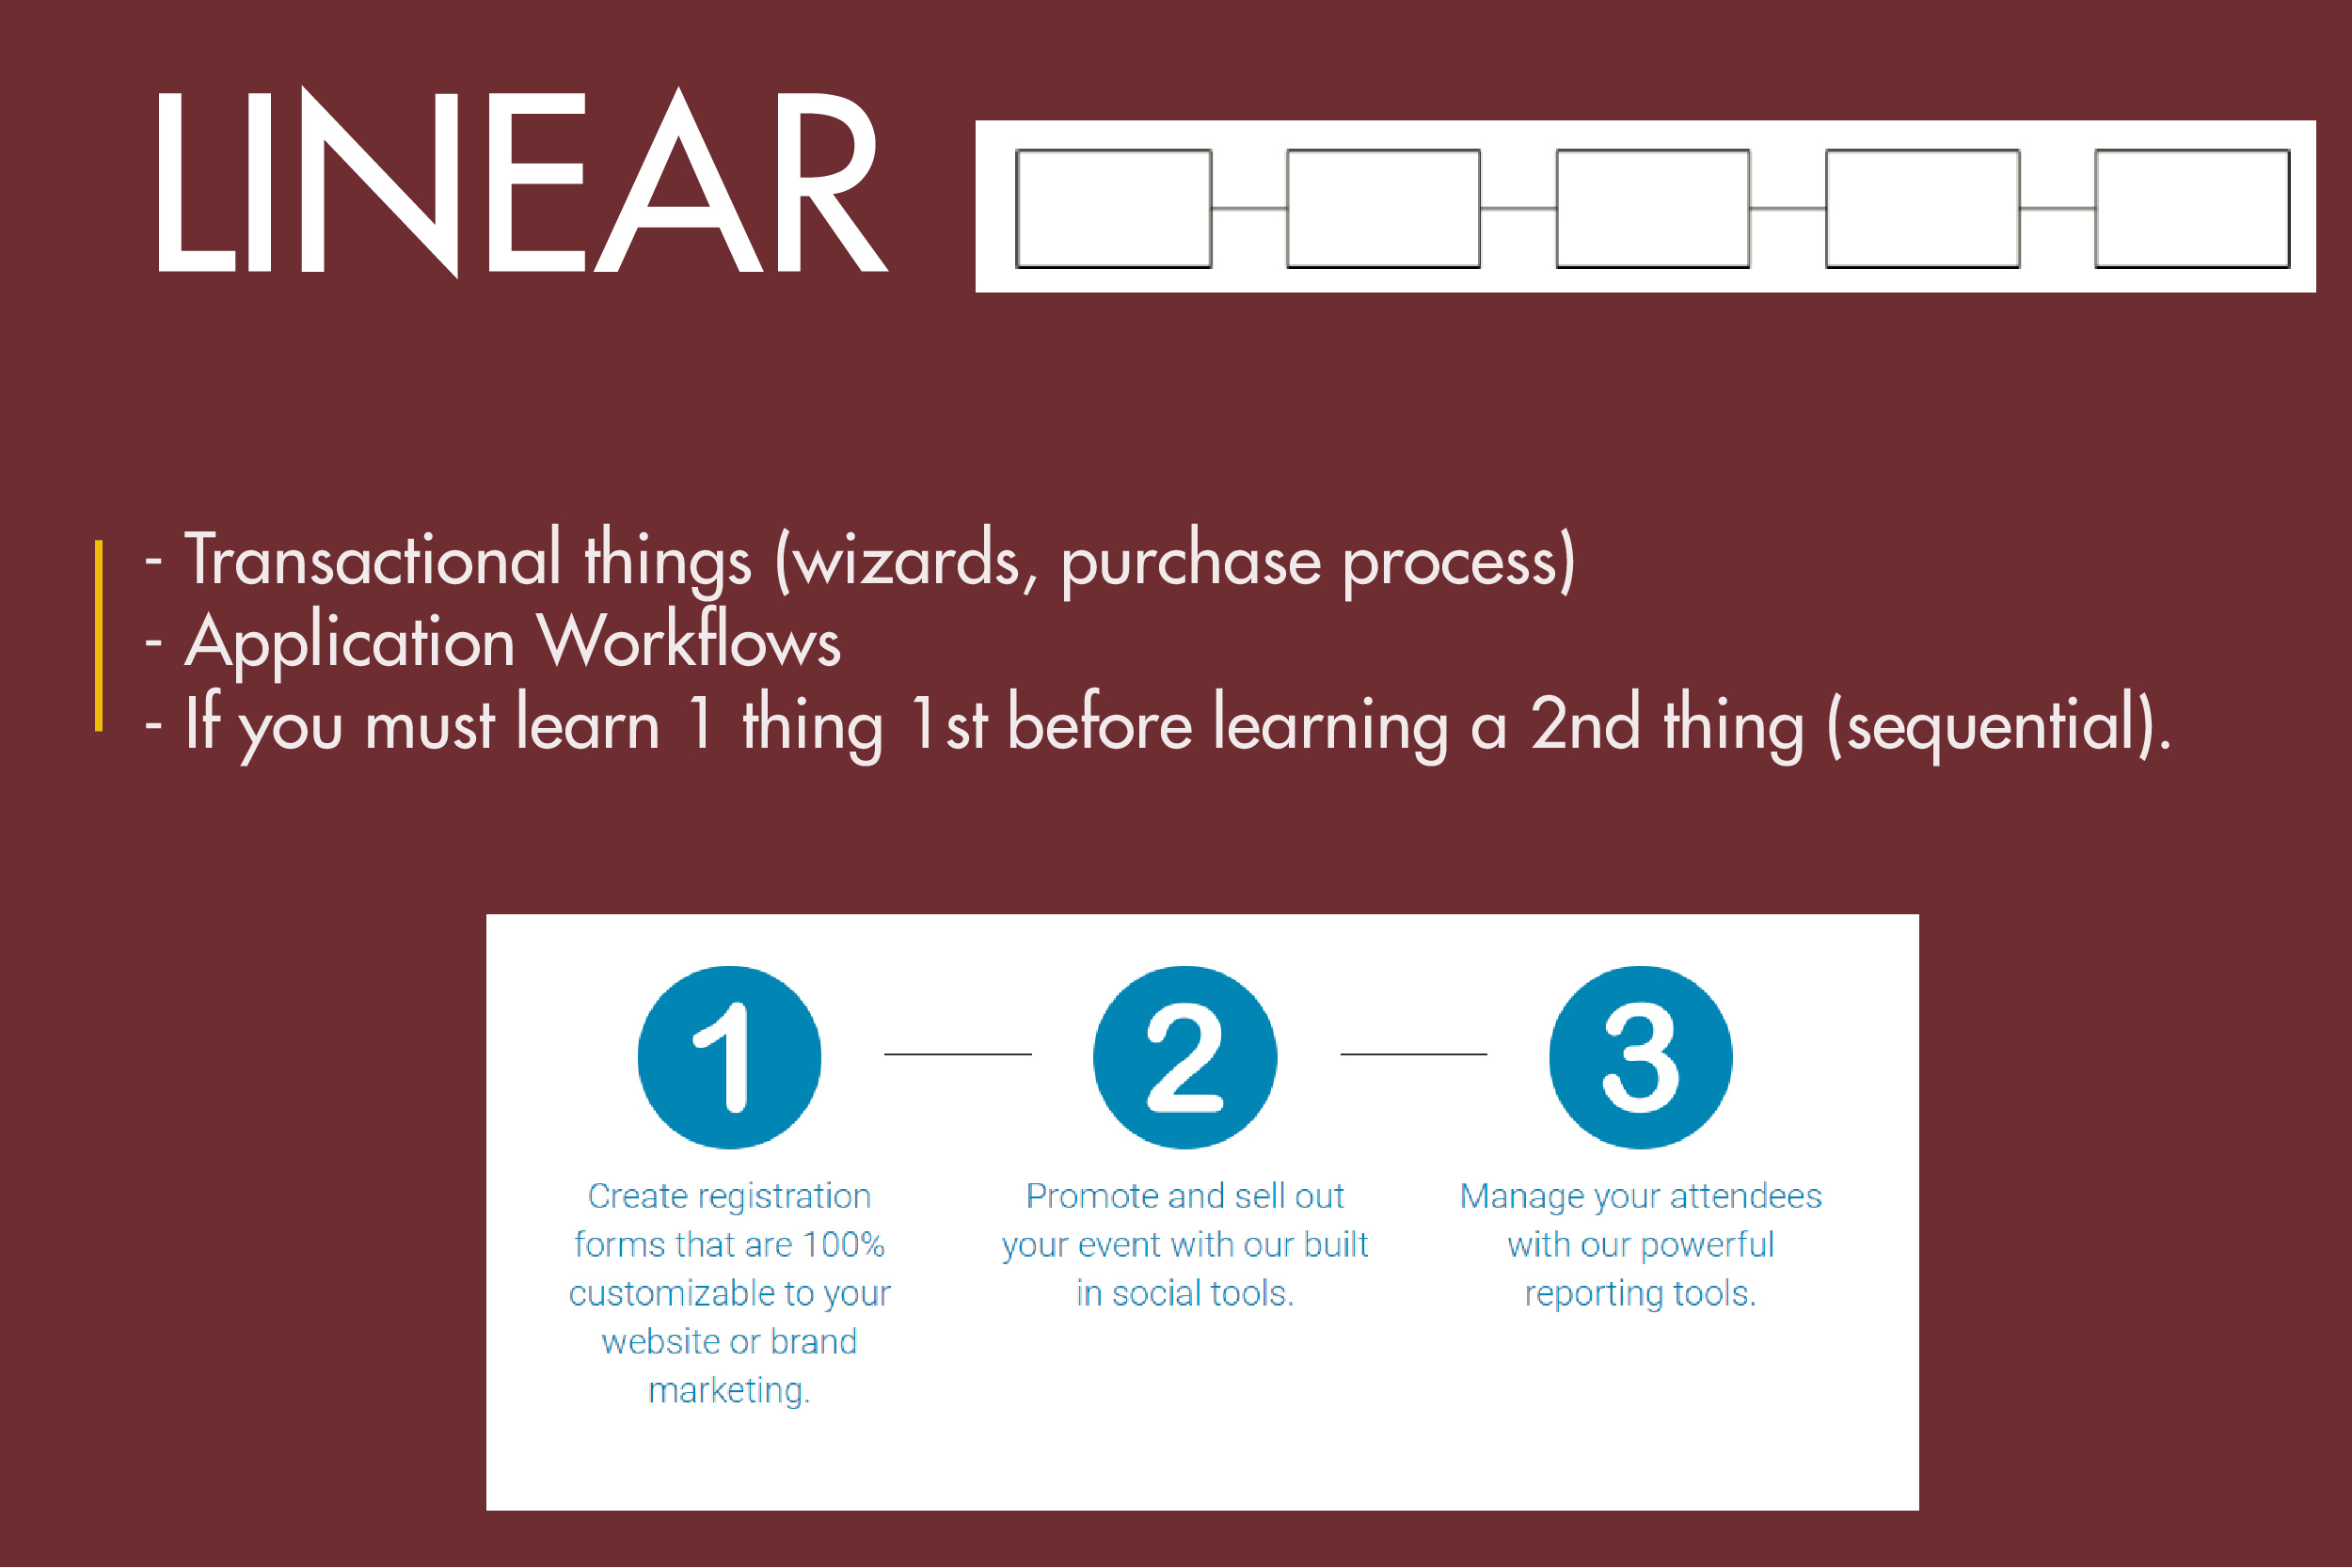 LINEAR
- Transactional things (wizards, purchase process)
- Application Workflows
- If you must learn 1 thing 1st before learning a 2nd thing (sequential).
1
Create registration
forms that are 100%
customizable to your
website or brand
marketing.
2
Promote and sell out
your event with our built
in social tools.
3
Manage your attendees
with our powerful
reporting tools.